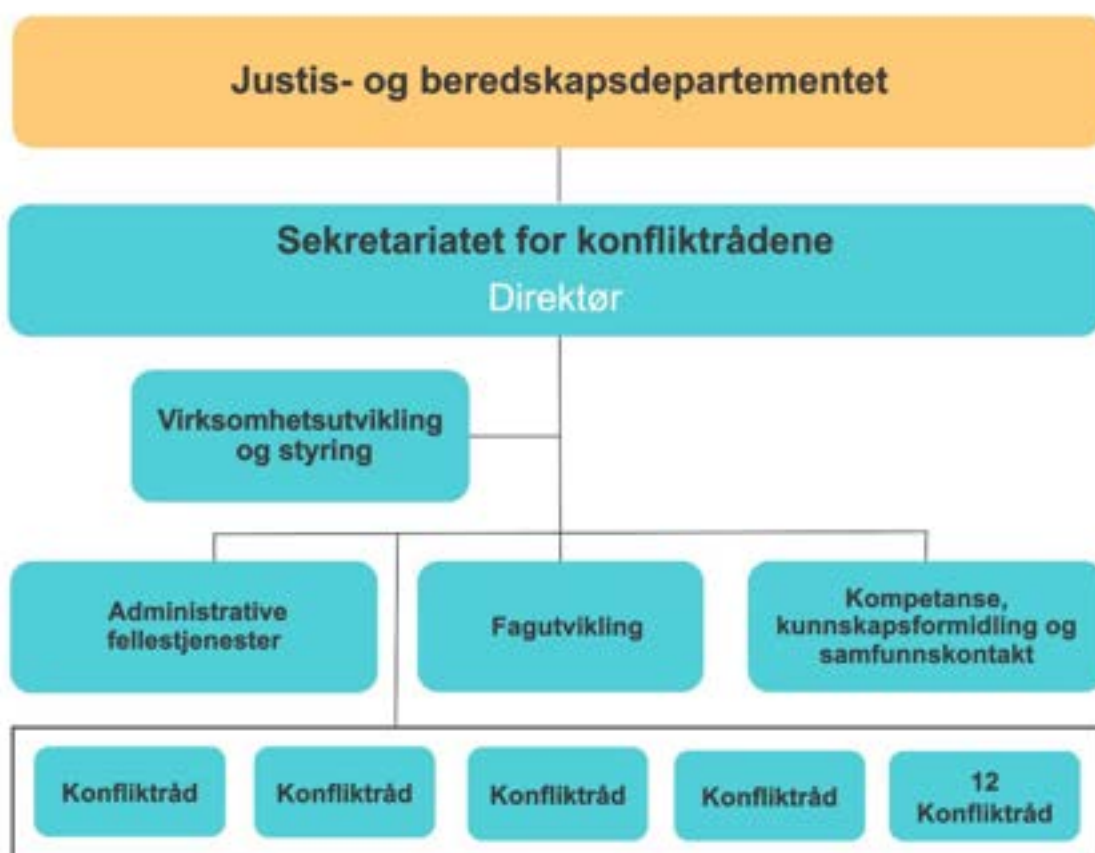 Justis- og beredskapsdepartementet
Sekretariatet for konfliktrådene
Direktør
Virksomhetsutvikling
og styring
Administrative
fellestjenester
Fagutvikling
Kompetanse,
kunnskapsformidling og
samfunnskontakt
Konfliktråd
Konfliktråd
Konfliktråd
Konfliktråd
12
Konfliktråd